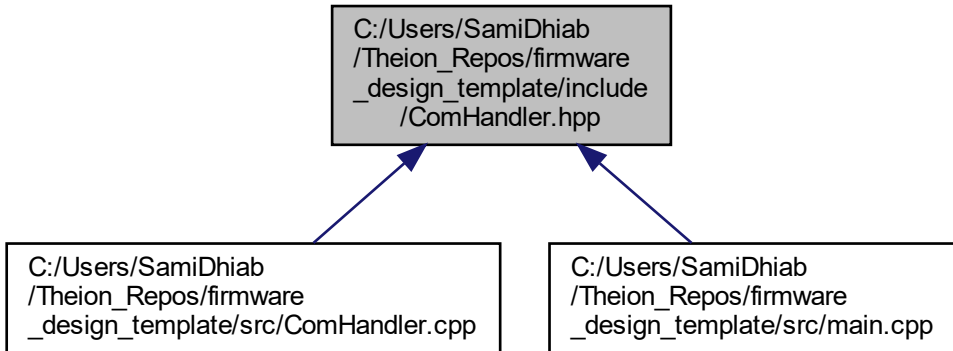 C:/Users/SamiDhiab
/Theion_Repos/firmware
_design_template/include
/ComHandler.hpp
C:/Users/SamiDhiab
/Theion_Repos/firmware
_design_template/src/ComHandler.cpp
C:/Users/SamiDhiab
/Theion_Repos/firmware
_design_template/src/main.cpp